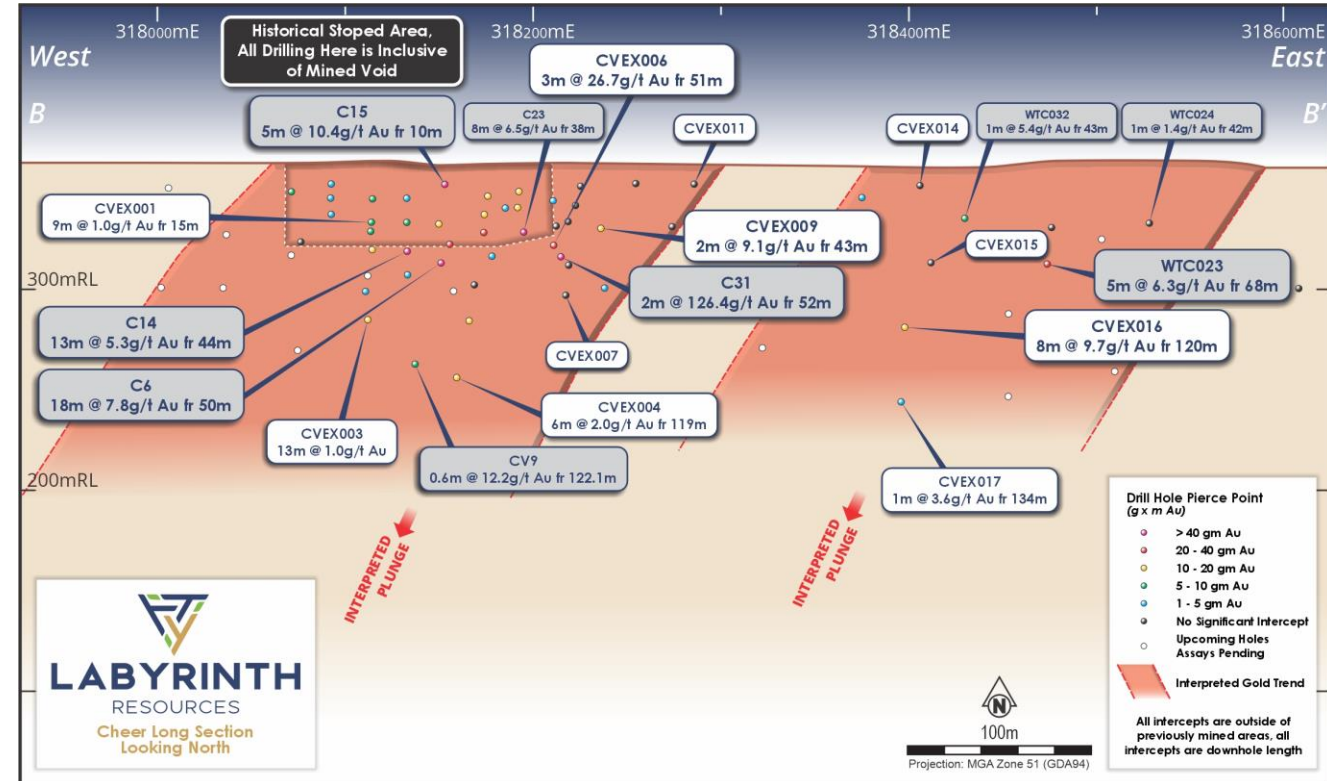 318000mE
318200mE
318400mE
318600mE
West
East
B
B'
Historical Stoped Area,
All Drilling Here is Inclusive
of Mined Void
CVEX006
3m @ 26.7g/t Au fr 51m
C15
5m @ 10.4g/t Au fr 10m
C23
8m @ 6.5g/t Au fr 38m
CVEX011
CVEX014
WTC032
1m @ 5.4g/t Au fr 43m
WTC024
1m @ 1.4g/t Au fr 42m
CVEX001
9m @ 1.0g/t Au fr 15m
CVEX009
2m @ 9.1g/t Au fr 43m
CVEX015
C31
2m @ 126.4g/t Au fr 52m
WTC023
5m @ 6.3g/t Au fr 68m
300mRL
C14
13m @ 5.3g/t Au fr 44m
CVEX016
8m @ 9.7g/t Au fr 120m
CVEX007
C6
18m @ 7.8g/t Au fr 50m
CVEX003
13m @ 1.0g/t Au
CVEX004
6m @ 2.0g/t Au fr 119m
CV9
0.6m @ 12.2g/t Au fr 122.1m
CVEX017
1m @ 3.6g/t Au fr 134m
200mRL
INTERPRETED
PLUNGE
INTERPRETED
PLUNGE
LABYRINTH
RESOURCES
Cheer Long Section
Looking North
N
100m
Projection: MGA Zone 51 (GDA94)
Drill Hole Pierce Point
(g x m Au)
> 40 gm Au
20 - 40 gm Au
10 - 20 gm Au
5 - 10 gm Au
1 - 5 gm Au
No Significant Intercept
Upcoming Holes
Assays Pending
Interpreted Gold Trend
All intercepts are outside of
previously mined areas, all
intercepts are downhole length